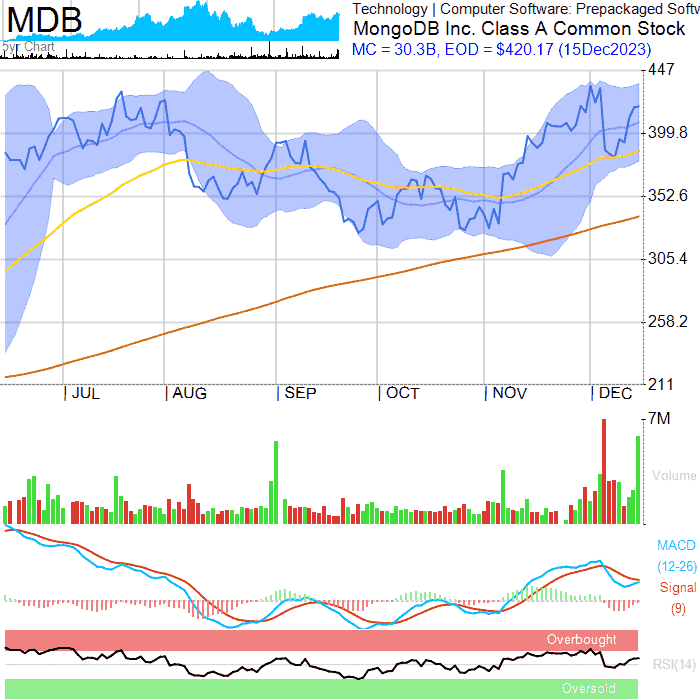 MDB
5yr Chart
Technology | Computer Software: Prepackaged Softw
MongoDB Inc. Class A Common Stock
MC = 30.3B, EOD = $420.17 (15Dec2023)
447
399.8
352.6
305.4
258.2
211
| JUL | AUG | SEP | OCT | NOV | DEC
7M
Volume
MACD
(12-26)
Signal
(9)
Overbought
RSI(14)
Oversold